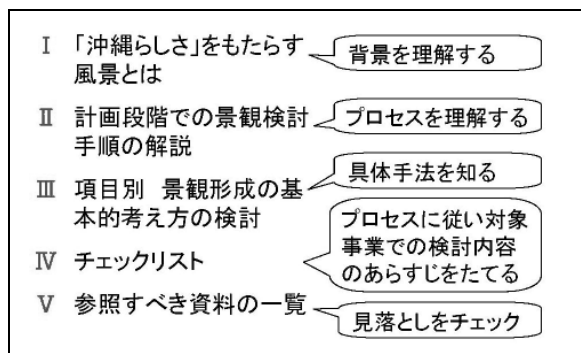 Ⅰ 「沖縄らしさ」をもたらす
風景とは
背景を理解する
Ⅱ 計画段階での景観検討
手順の解説
プロセスを理解する
Ⅲ 項目別 景観形成の基
本的考え方の検討
具体手法を知る
Ⅳ チェックリスト
プロセスに従い対象
事業での検討内容
のあらすじをたてる
Ⅴ 参照すべき資料の一覧
見落としをチェック